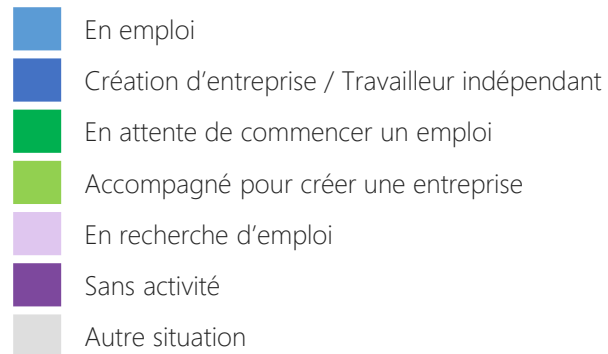 En emploi
Création d’entreprise / Travailleur indépendant
En attente de commencer un emploi
Accompagné pour créer une entreprise
En recherche d’emploi
Sans activité
Autre situation